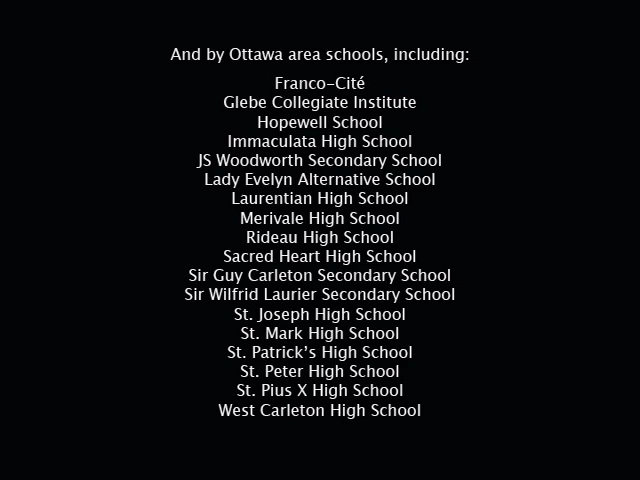 And by Ottawa area schools, including:
Franco-Cité
Glebe Collegiate Institute
Hopewell School
Immaculata High School
JS Woodworth Secondary School
Lady Evelyn Alternative School
Laurentian High School
Merivale High School
Rideau High School
Sacred Heart High School
Sir Guy Carleton Secondary School
Sir Wilfrid Laurier Secondary School
St. Joseph High School
St. Mark High School
St. Patrick’s High School
St. Peter High School
St. Pius X High School
West Carleton High School